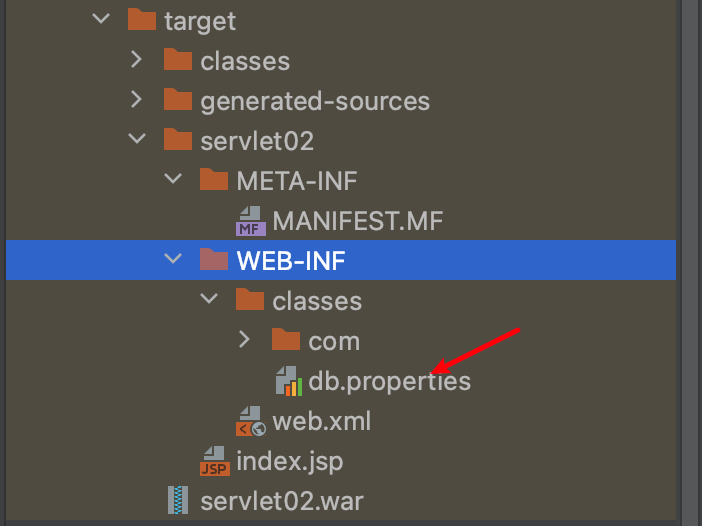 target
classes
generated-sources
servlet02
META-INF
MF MANIFEST.MF
WEB-INF
classes
com
db.properties
web.xml
JSP index.jsp
servlet02.war